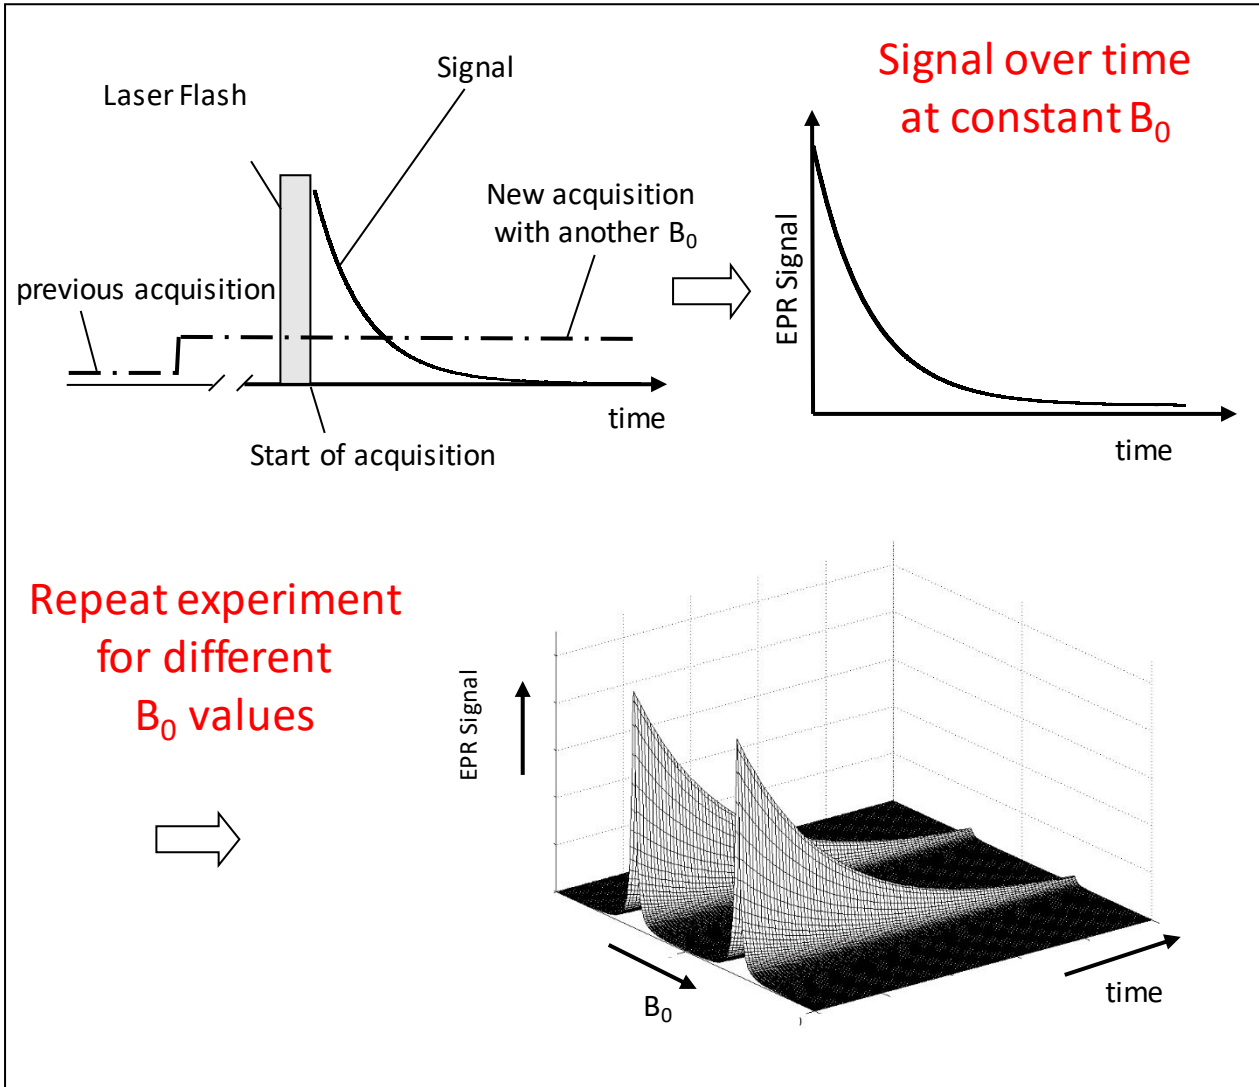 Signal
Laser Flash
New acquisition
with another B₀
previous acquisition
time
Start of acquisition
Signal over time
at constant B₀
EPR Signal
time
Repeat experiment
for different
B₀ values
EPR Signal
B₀
time